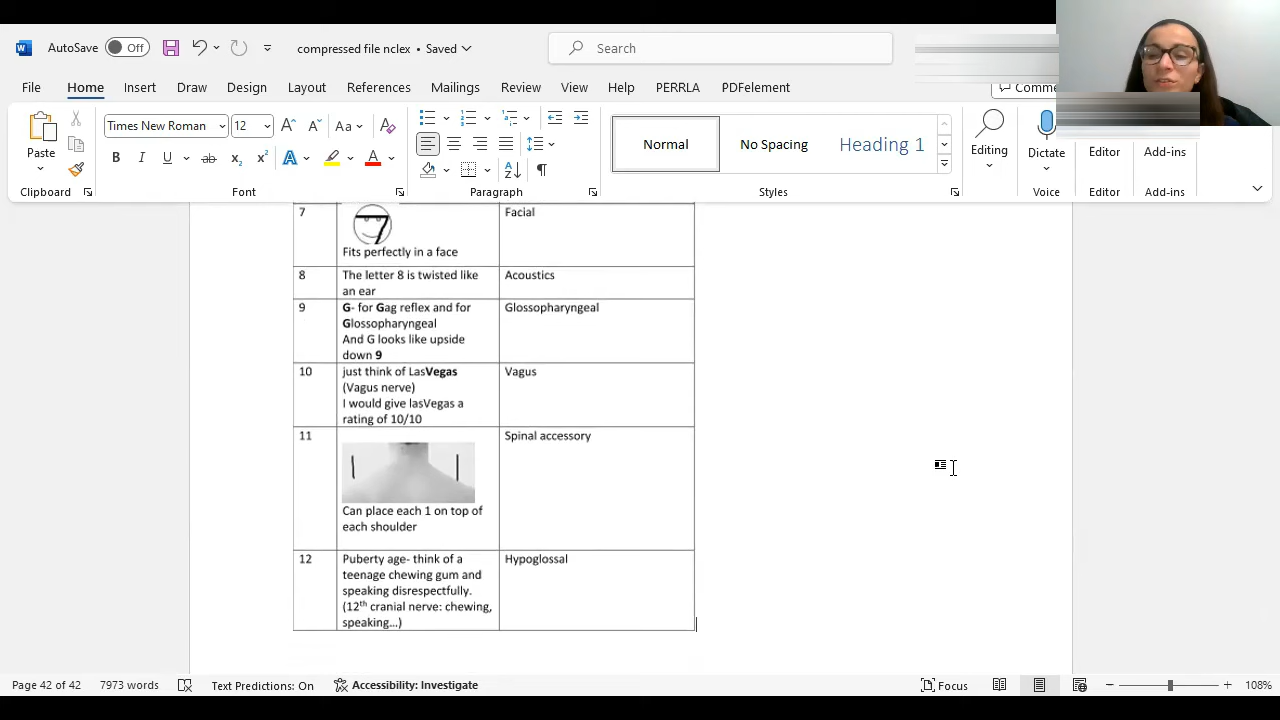 AutoSave Off compressed file nclex • Saved Search
File Home Insert Draw Design Layout References Mailings Review View Help PERRLA PDFelement
Times New Roman 12 Aa
Paste B I U ab x₂ x² A A
Normal No Spacing Heading 1
Editing Dictate Editor Add-ins
Clipboard Font Paragraph Styles Voice Editor Add-ins
7 Facial
7
Fits perfectly in a face
8 The letter 8 is twisted like Acoustics
an ear
9 G- for Gag reflex and for Glossopharyngeal
Glossopharyngeal
And G looks like upside
down 9
10 just think of LasVegas Vagus
(Vagus nerve)
I would give lasVegas a
rating of 10/10
11 Spinal accessory
Can place each 1 on top of
each shoulder
12 Puberty age- think of a Hypoglossal
teenage chewing gum and
speaking disrespectfully.
(12th cranial nerve: chewing,
speaking...)
Page 42 of 42 7973 words Text Predictions: On Accessibility: Investigate Focus 108%